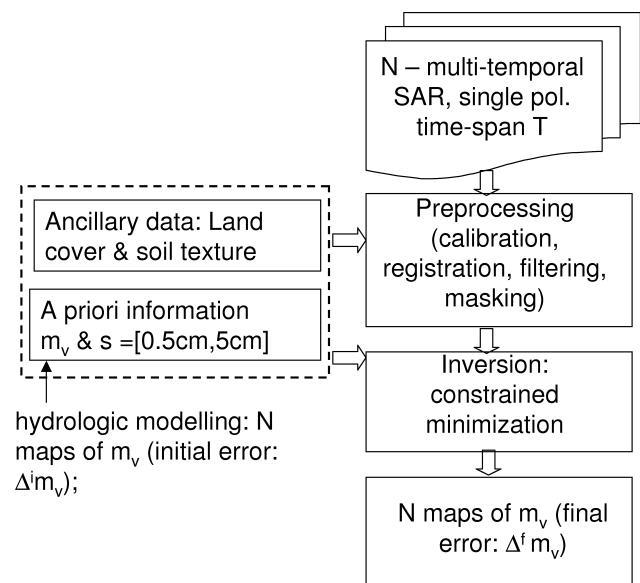 N – multi-temporal
SAR, single pol.
time-span T
Ancillary data: Land
cover & soil texture
Preprocessing
(calibration,
registration, filtering,
masking)
A priori information
mᵥ & s =[0.5cm,5cm]
Inversion:
constrained
minimization
hydrologic modelling: N
maps of mᵥ (initial error:
Δⁱmᵥ);
N maps of mᵥ (final
error: Δᶠ mᵥ)